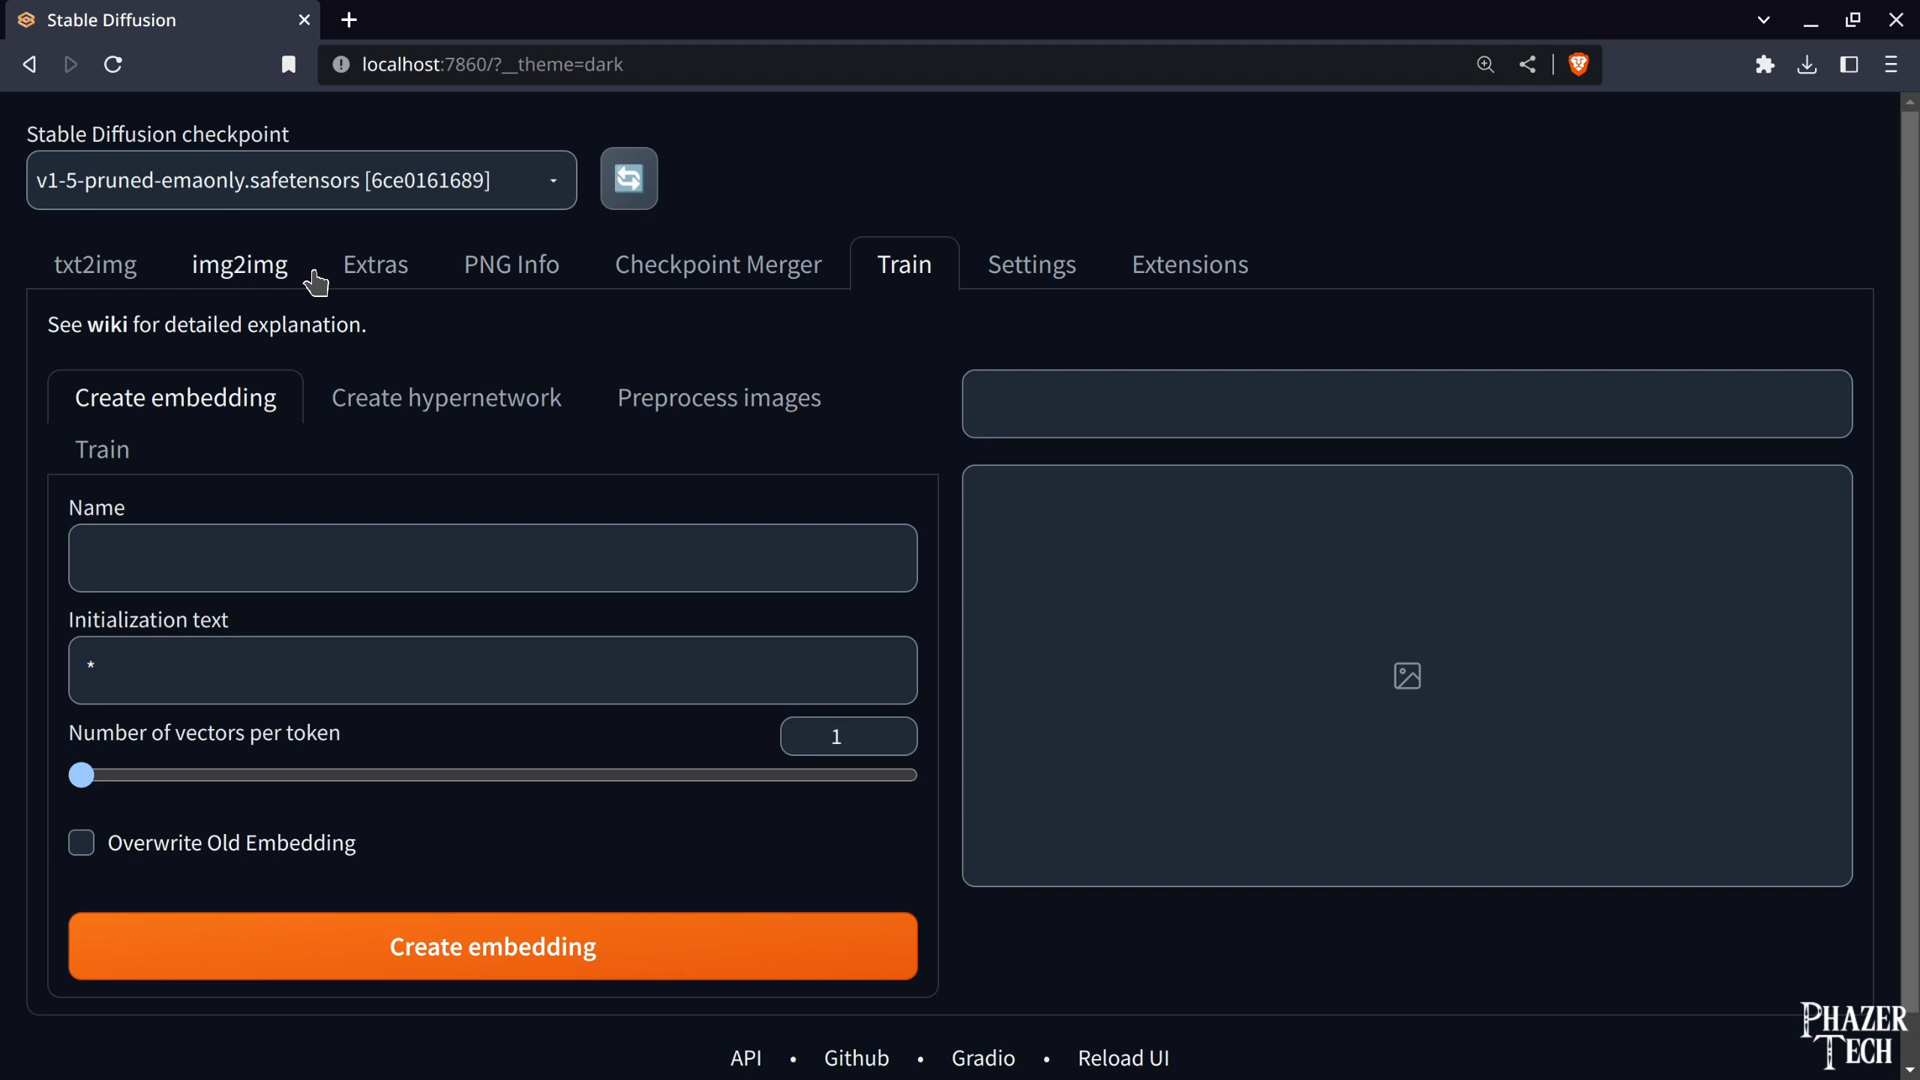 Stable Diffusion
localhost:7860/?__theme=dark
Stable Diffusion checkpoint
v1-5-pruned-emaonly.safetensors [6ce0161689]
txt2img img2img Extras PNG Info Checkpoint Merger Train Settings Extensions
See wiki for detailed explanation.
Create embedding Create hypernetwork Preprocess images
Train
Name
Initialization text
*
Number of vectors per token 1
Overwrite Old Embedding
Create embedding
API • Github • Gradio • Reload UI
PHAZER
TECH